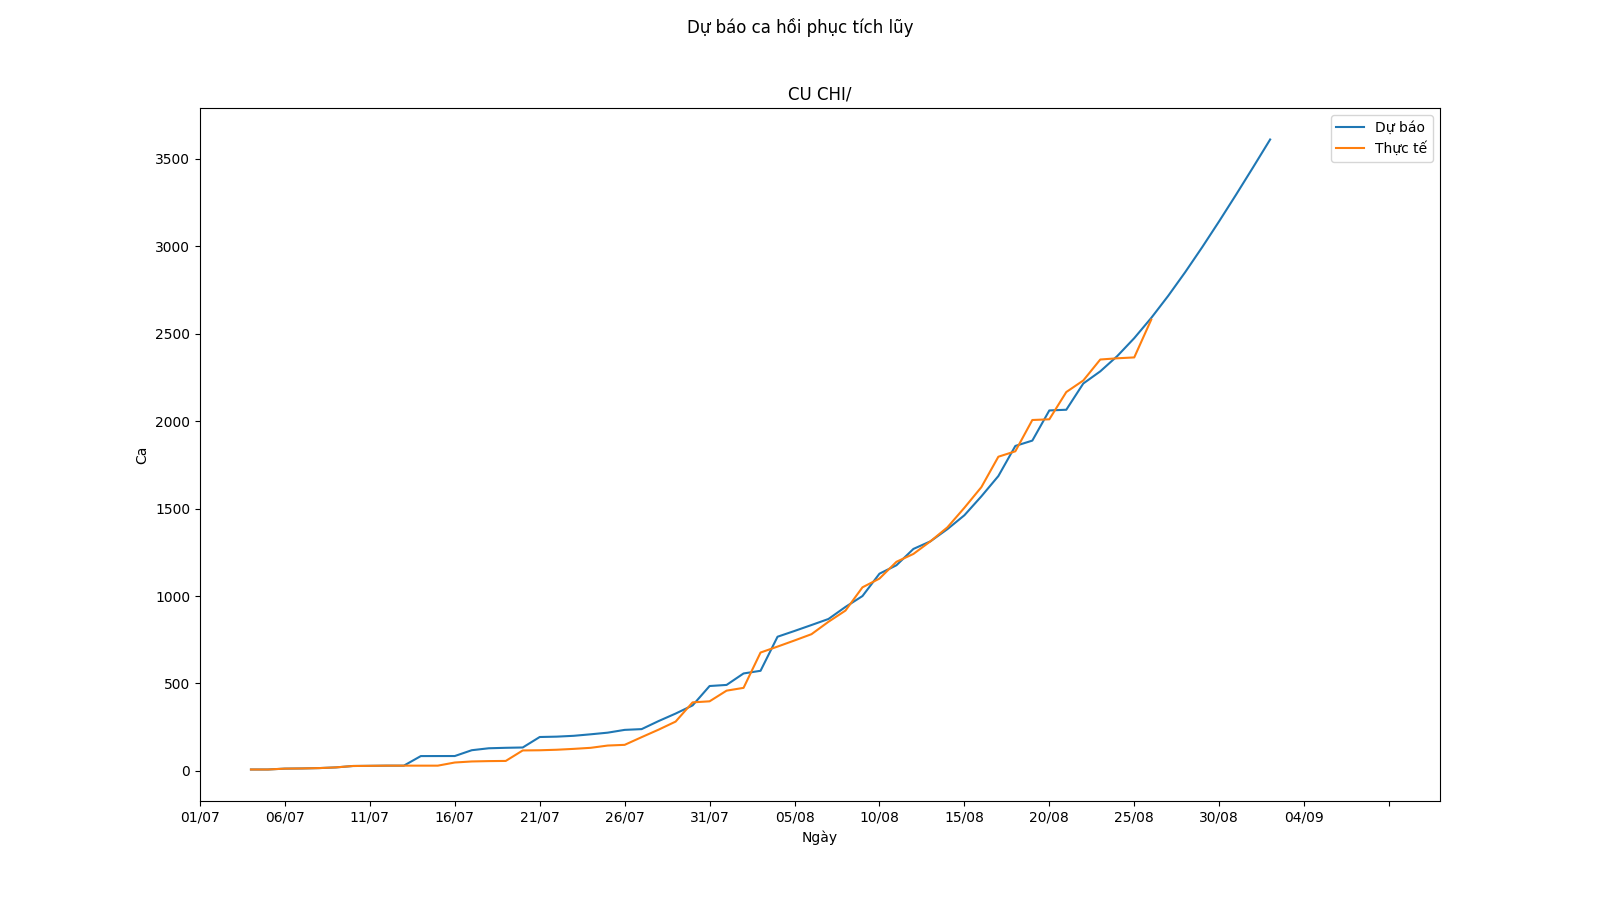 Dự báo ca hồi phục tích lũy
CU CHI/
Dự báo
Thực tế
3500
3000
2500
2000
1500
1000
500
0
Ca
01/07 06/07 11/07 16/07 21/07 26/07 31/07 05/08 10/08 15/08 20/08 25/08 30/08 04/09
Ngày